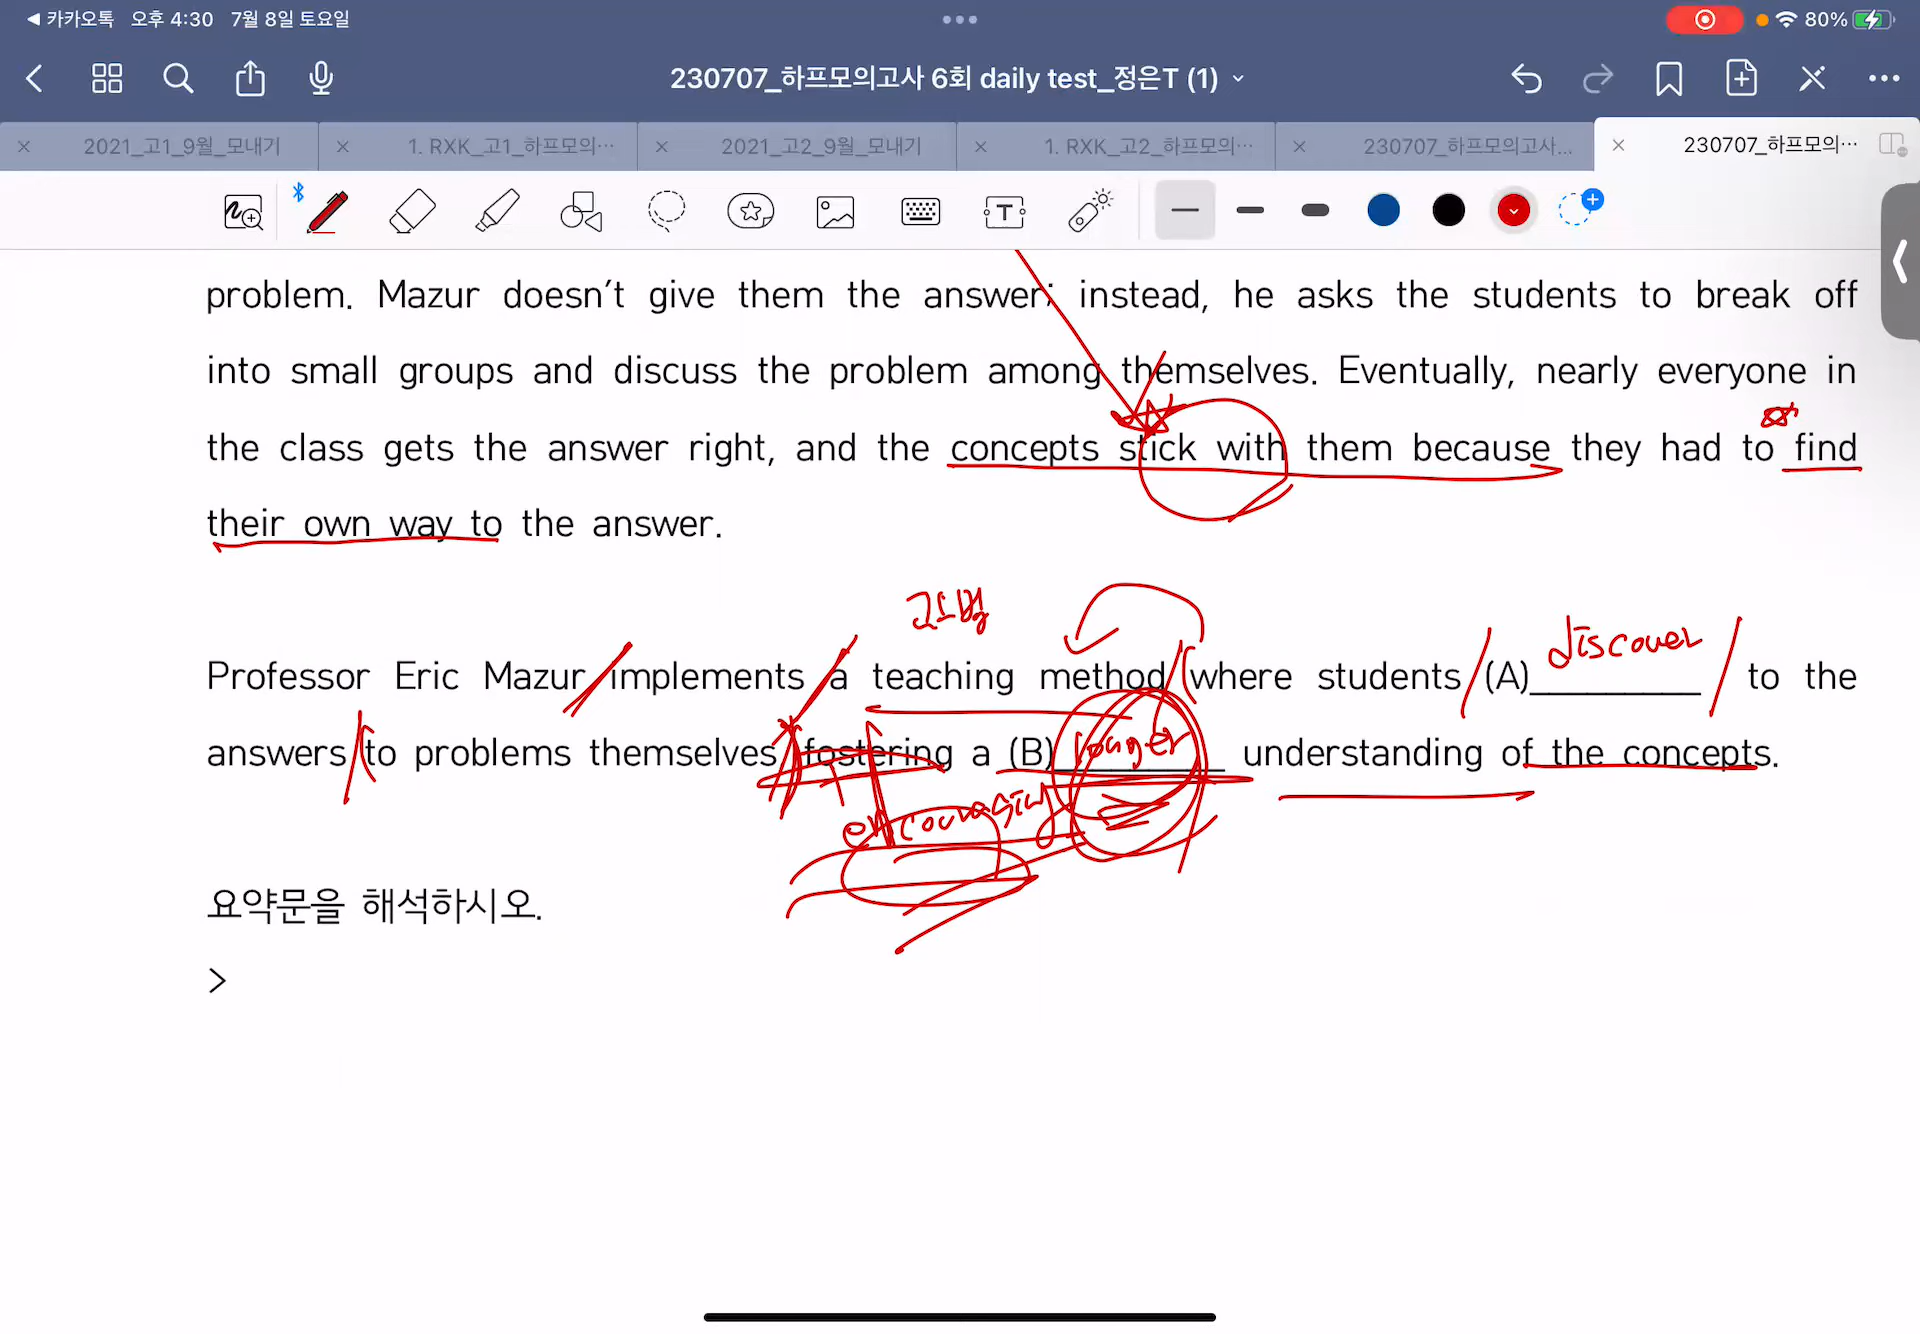 ◀ 카카오톡 오후 4:30 7월 8일 토요일 80%
230707_하프모의고사 6회 daily test_정은T (1)
2021_고1_9월_모내기 1. RXK_고1_하프모의… 2021_고2_9월_모내기 1. RXK_고2_하프모의… 230707_하프모의고사... 230707_하프모의…
problem. Mazur doesn't give them the answer; instead, he asks the students to break off
into small groups and discuss the problem among themselves. Eventually, nearly everyone in
the class gets the answer right, and the concepts stick with them because they had to find
their own way to the answer.
discover
Professor Eric Mazur implements a teaching method where students (A)__________ to the
answers to problems themselves fostering a (B) longer understanding of the concepts.
encouraging
요약문을 해석하시오.
>